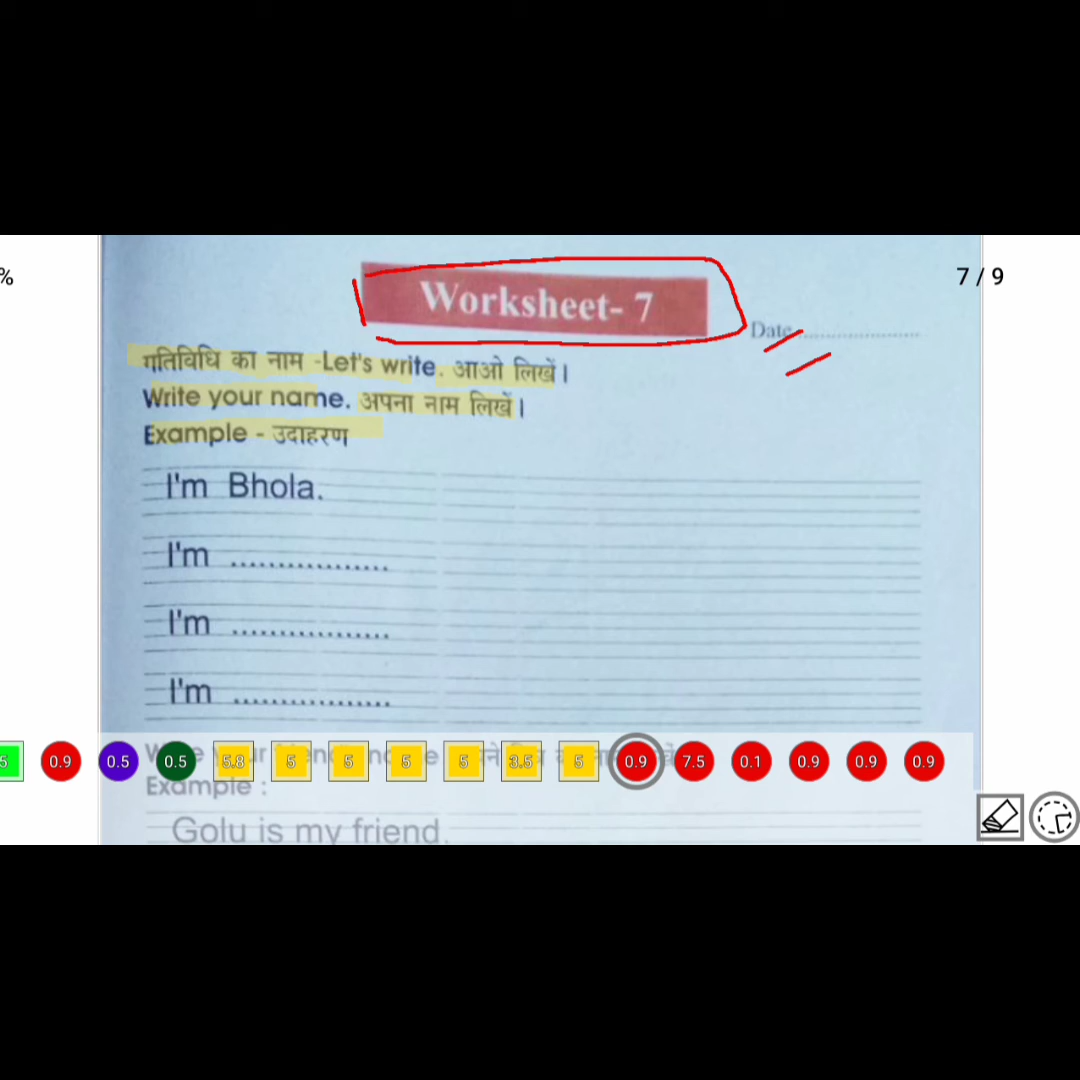 %
7 / 9
Worksheet- 7
Date
गतिविधि का नाम -Let's write. आओ लिखें।
Write your name. अपना नाम लिखें।
Example - उदाहरण
I'm Bhola.
I'm .................
I'm .................
I'm .................
5 0.9 0.5 0.5 5.8 5 5 5 5 3.5 5 0.9 7.5 0.1 0.9 0.9 0.9
Example :
Golu is my friend.